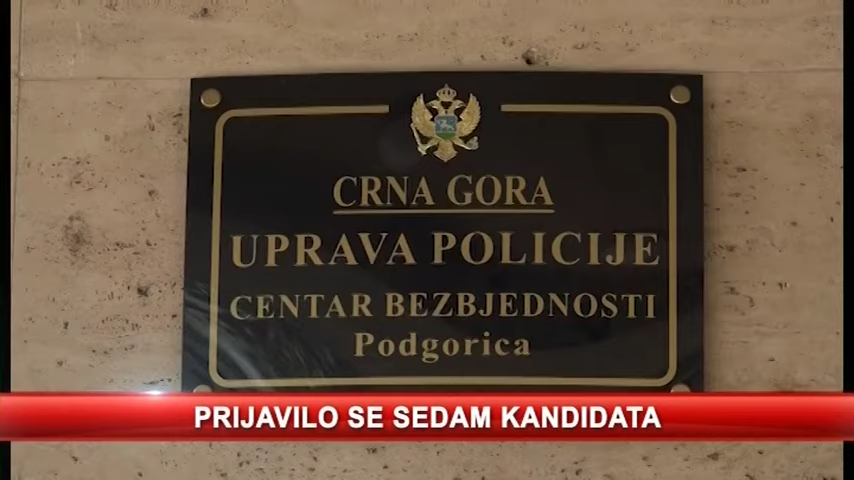 CRNA GORA
UPRAVA POLICIJE
CENTAR BEZBJEDNOSTI
Podgorica
PRIJAVILO SE SEDAM KANDIDATA